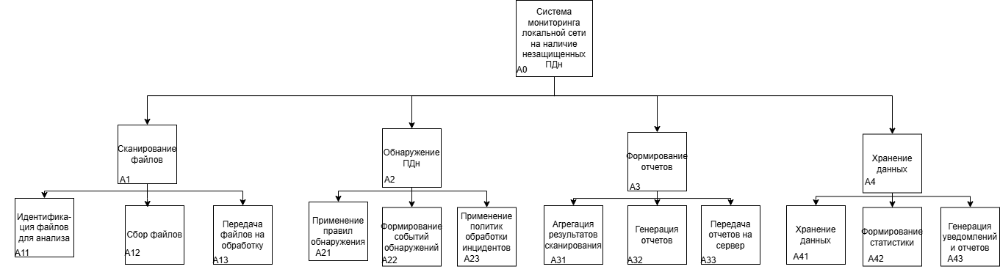 Система
мониторинга
локальной сети
на наличие
незащищенных
ПДн
A0
Сканирование
файлов
A1
Обнаружение
ПДн
A2
Формирование
отчетов
A3
Хранение
данных
A4
Идентифика-
ция файлов
для анализа
A11
Сбор файлов
A12
Передача
файлов на
обработку
A13
Применение
правил
обнаружения
A21
Формирование
событий
обнаружений
A22
Применение
политик
обработки
инцидентов
A23
Агрегация
результатов
сканирования
A31
Генерация
отчетов
A32
Передача
отчетов на
сервер
A33
Хранение
данных
A41
Формирование
статистики
A42
Генерация
уведомлений
и отчетов
A43